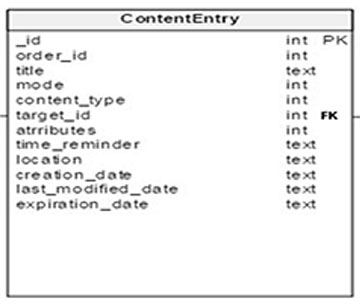 ContentEntry
_id int PK
order_id int
title text
mode int
content_type int
target_id int FK
atrributes int
time_reminder text
location text
creation_date text
last_modified_date text
expiration_date text